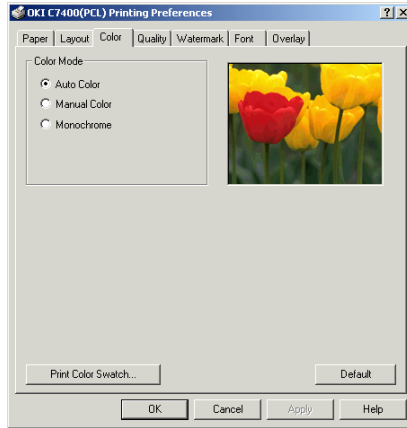 OKI C7400(PCL) Printing Preferences
Paper Layout Color Quality Watermark Font Overlay
Color Mode
Auto Color
Manual Color
Monochrome
Print Color Swatch... Default
OK Cancel Apply Help